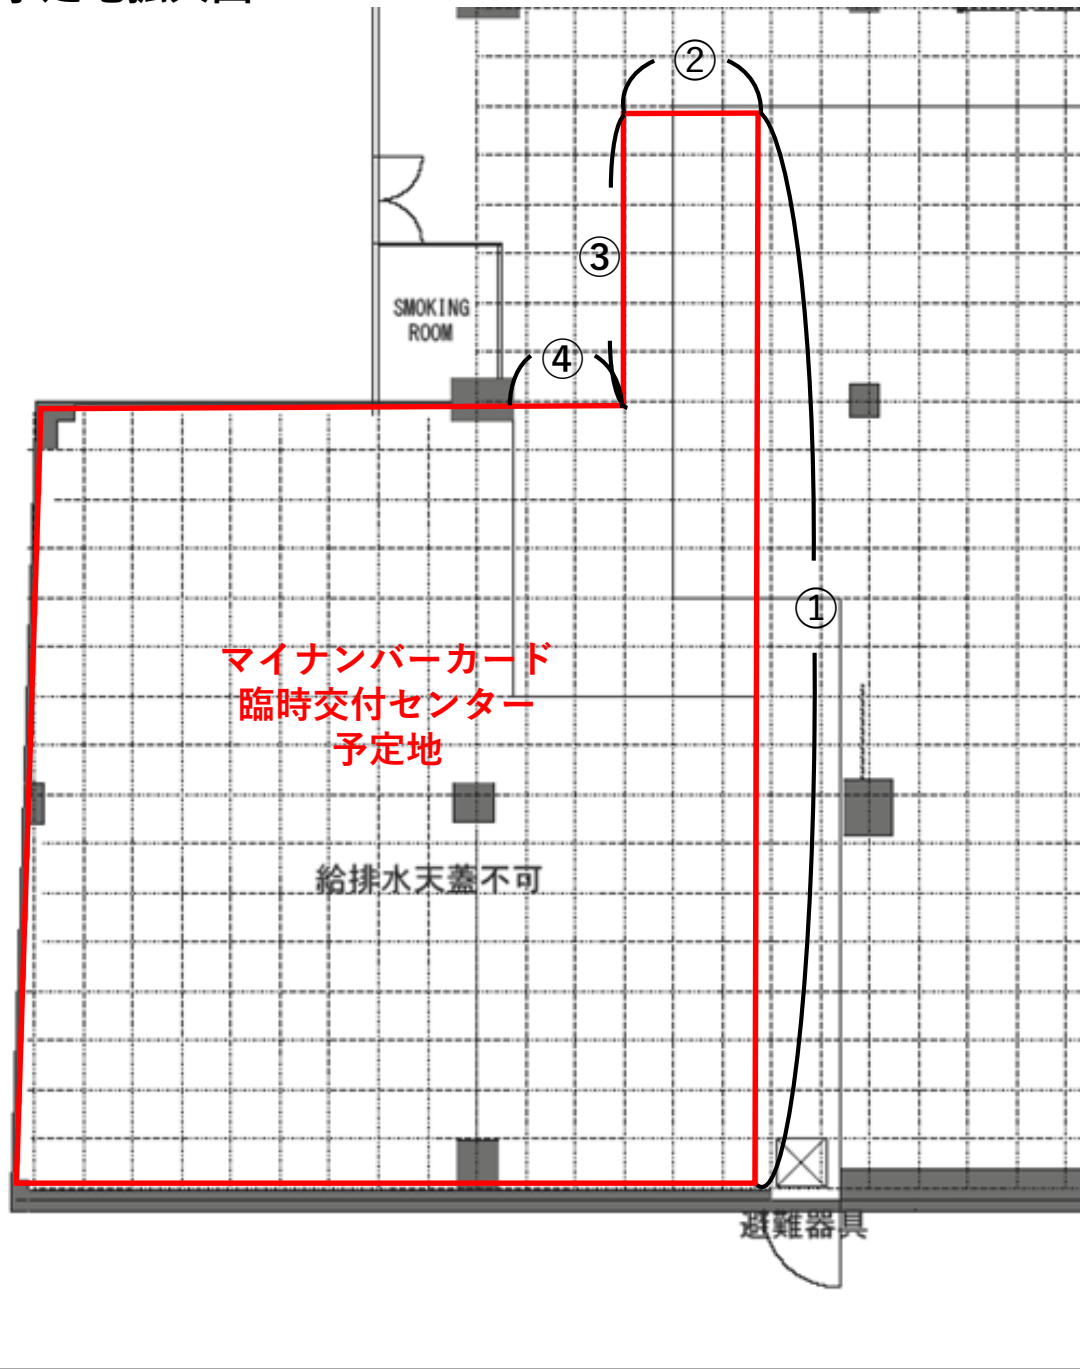 ②
③
SMOKING
ROOM
④
①
マイナンバーカード
臨時交付センター
予定地
給排水天蓋不可
避難器具